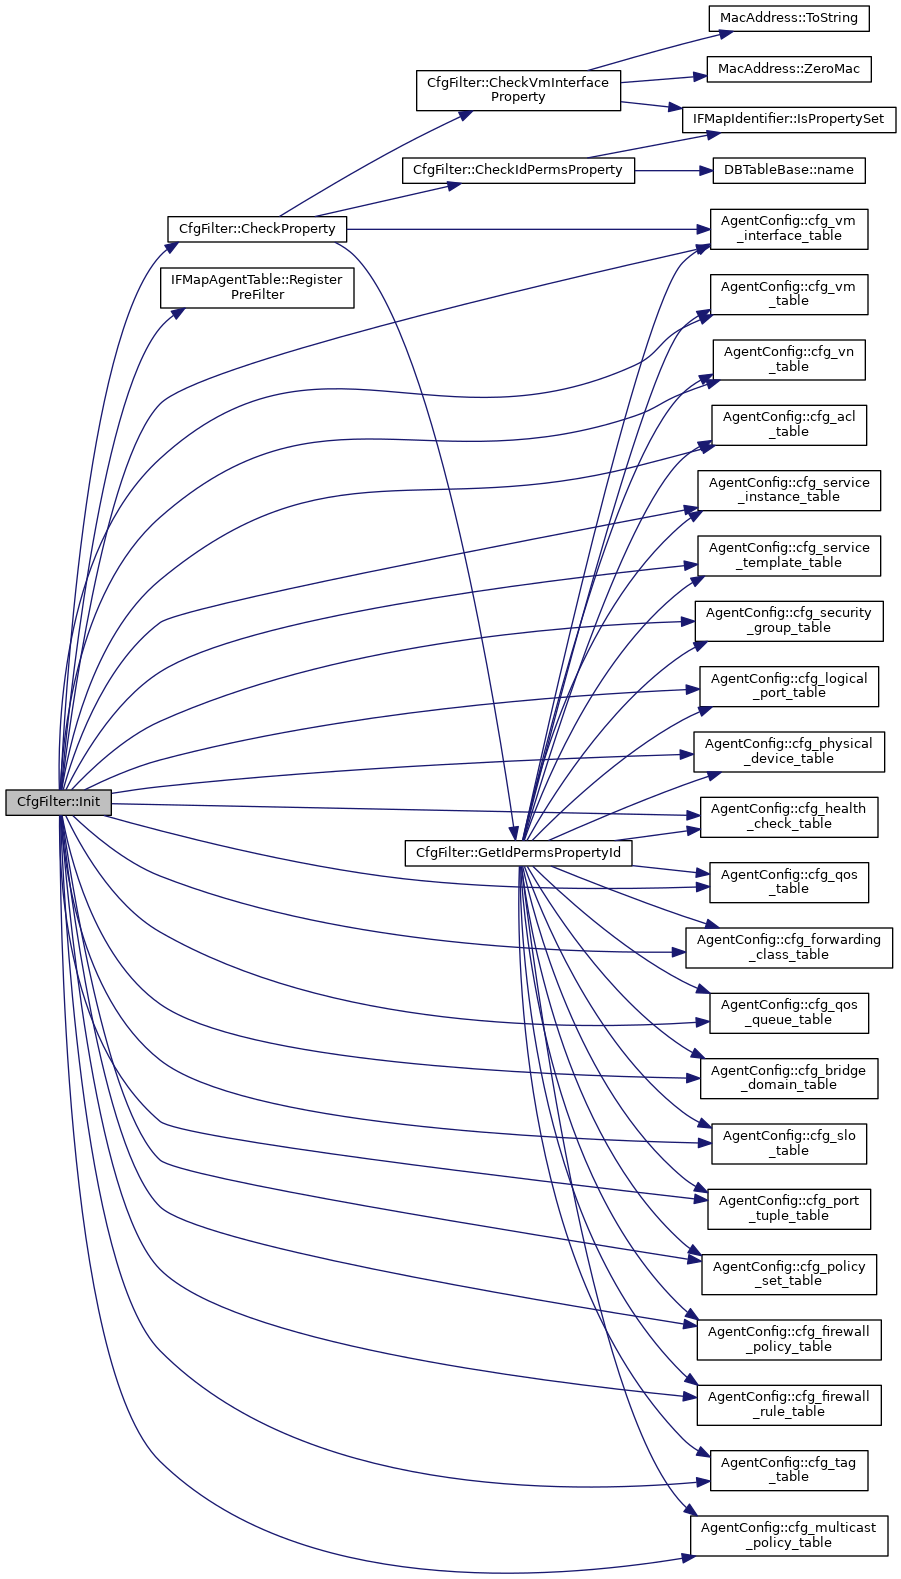 MacAddress::ToString
MacAddress::ZeroMac
CfgFilter::CheckVmInterface
Property
IFMapIdentifier::IsPropertySet
CfgFilter::CheckIdPermsProperty
DBTableBase::name
CfgFilter::CheckProperty
AgentConfig::cfg_vm
_interface_table
IFMapAgentTable::Register
PreFilter
AgentConfig::cfg_vm
_table
AgentConfig::cfg_vn
_table
AgentConfig::cfg_acl
_table
AgentConfig::cfg_service
_instance_table
AgentConfig::cfg_service
_template_table
AgentConfig::cfg_security
_group_table
AgentConfig::cfg_logical
_port_table
AgentConfig::cfg_physical
_device_table
CfgFilter::Init
AgentConfig::cfg_health
_check_table
CfgFilter::GetIdPermsPropertyId
AgentConfig::cfg_qos
_table
AgentConfig::cfg_forwarding
_class_table
AgentConfig::cfg_qos
_queue_table
AgentConfig::cfg_bridge
_domain_table
AgentConfig::cfg_slo
_table
AgentConfig::cfg_port
_tuple_table
AgentConfig::cfg_policy
_set_table
AgentConfig::cfg_firewall
_policy_table
AgentConfig::cfg_firewall
_rule_table
AgentConfig::cfg_tag
_table
AgentConfig::cfg_multicast
_policy_table